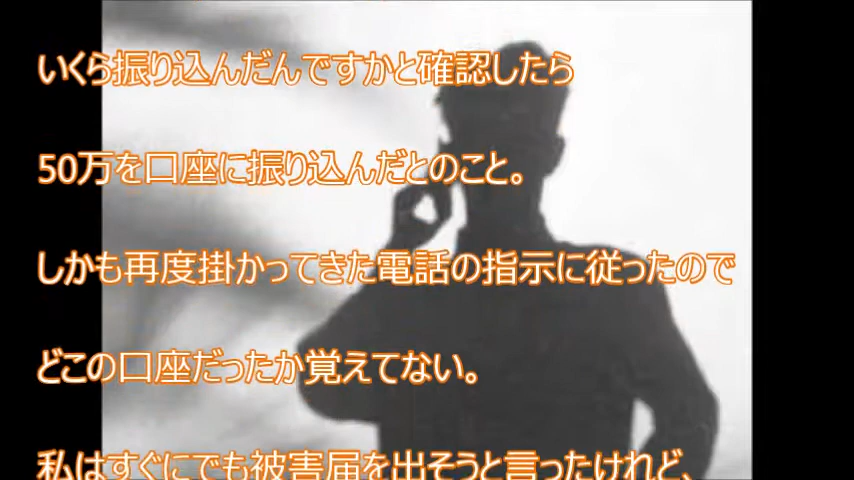 いくら振り込んだんですかと確認したら
50万を口座に振り込んだとのこと。
しかも再度掛かってきた電話の指示に従ったので
どこの口座だったか覚えてない。
私はすぐにでも被害届を出そうと言ったけれど、